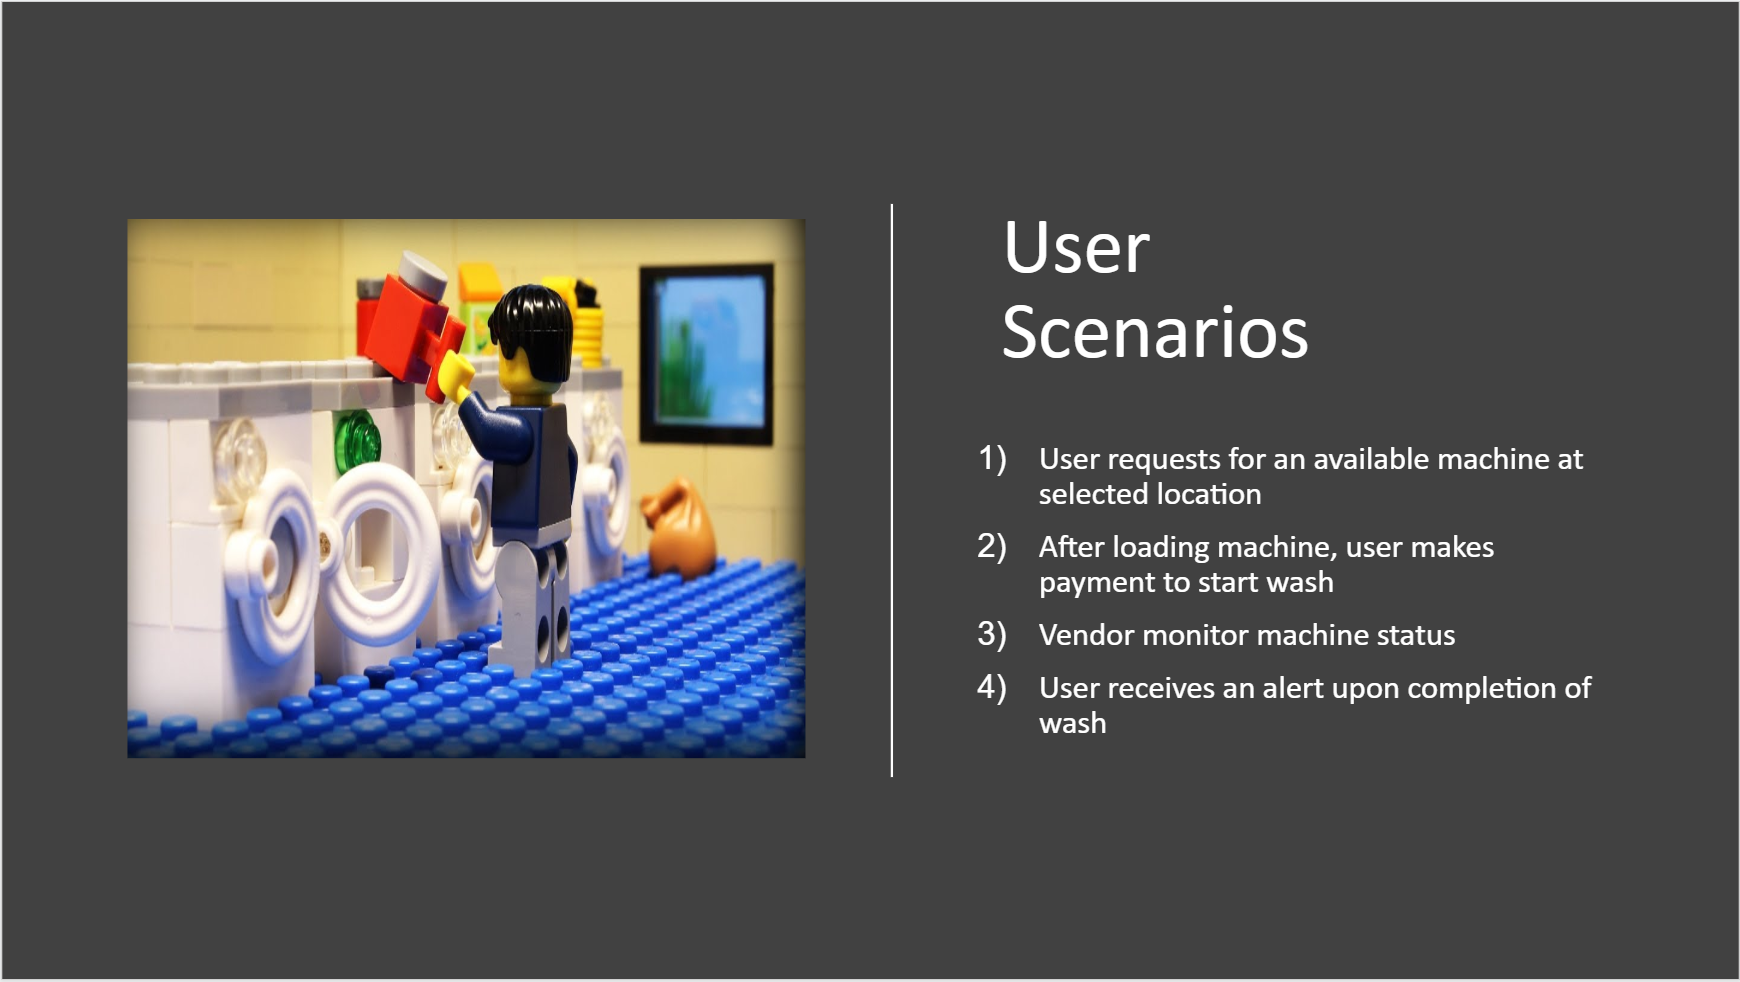 User
Scenarios
1) User requests for an available machine at
selected location
2) After loading machine, user makes
payment to start wash
3) Vendor monitor machine status
4) User receives an alert upon completion of
wash